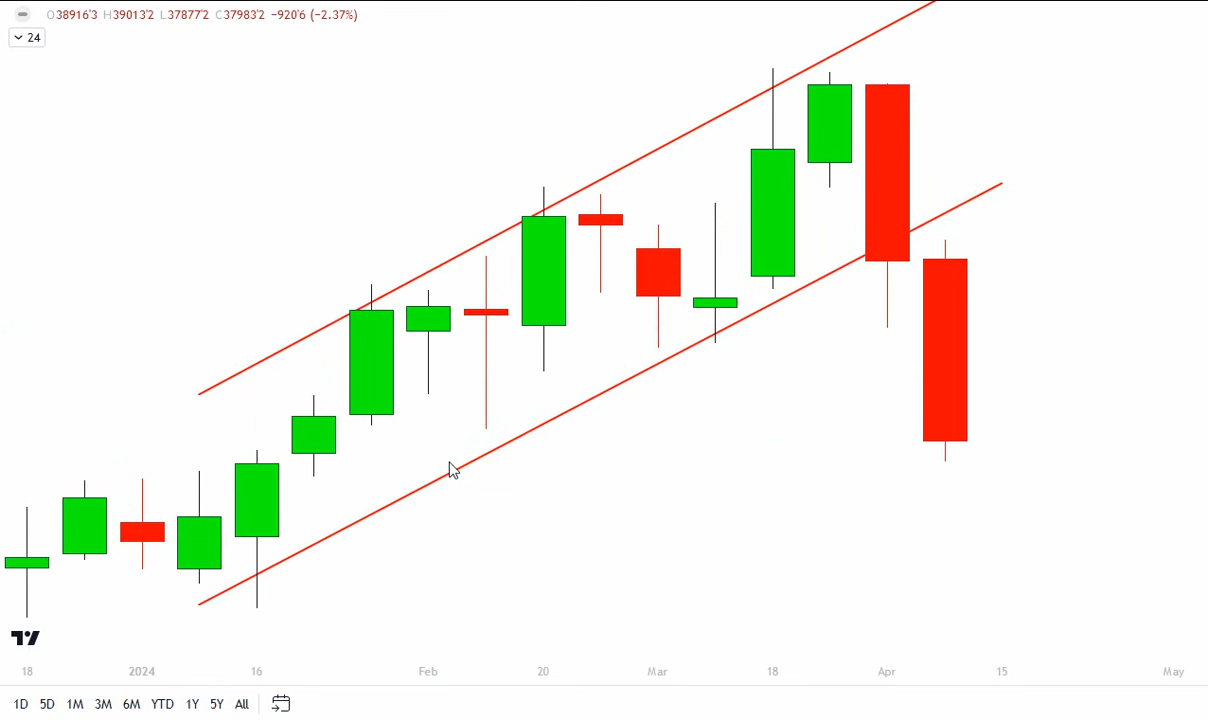 O38916'3 H39013'2 L37877'2 C37983'2 −920'6 (−2.37%)
24
18 2024 16 Feb 20 Mar 18 Apr 15 May
1D 5D 1M 3M 6M YTD 1Y 5Y All